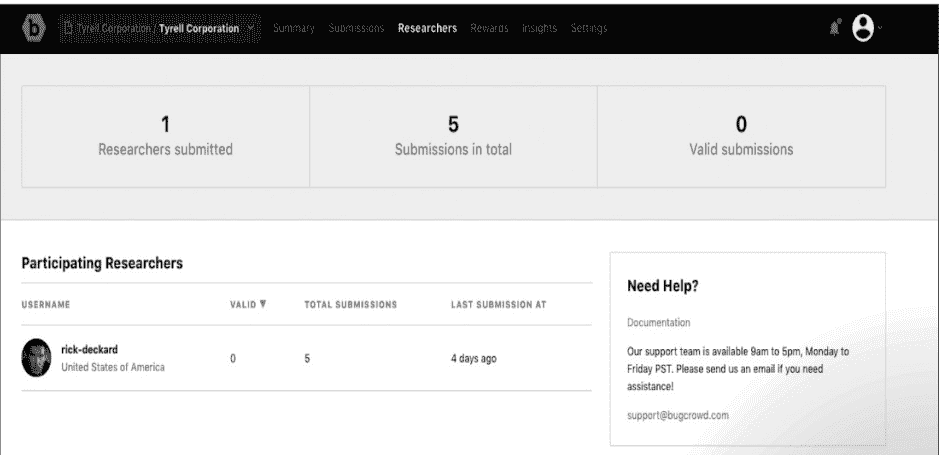 b Tyrell Corporation / Tyrell Corporation Summary Submissions Researchers Rewards Insights Settings
1
Researchers submitted
5
Submissions in total
0
Valid submissions
Participating Researchers
USERNAME VALID ▼ TOTAL SUBMISSIONS LAST SUBMISSION AT
rick-deckard
United States of America
0 5 4 days ago
Need Help?
Documentation
Our support team is available 9am to 5pm, Monday to
Friday PST. Please send us an email if you need
assistance!
support@bugcrowd.com